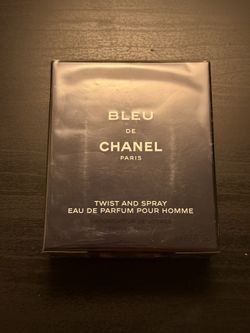 BLEU
DE
CHANEL
PARIS
TWIST AND SPRAY
EAU DE PARFUM POUR HOMME